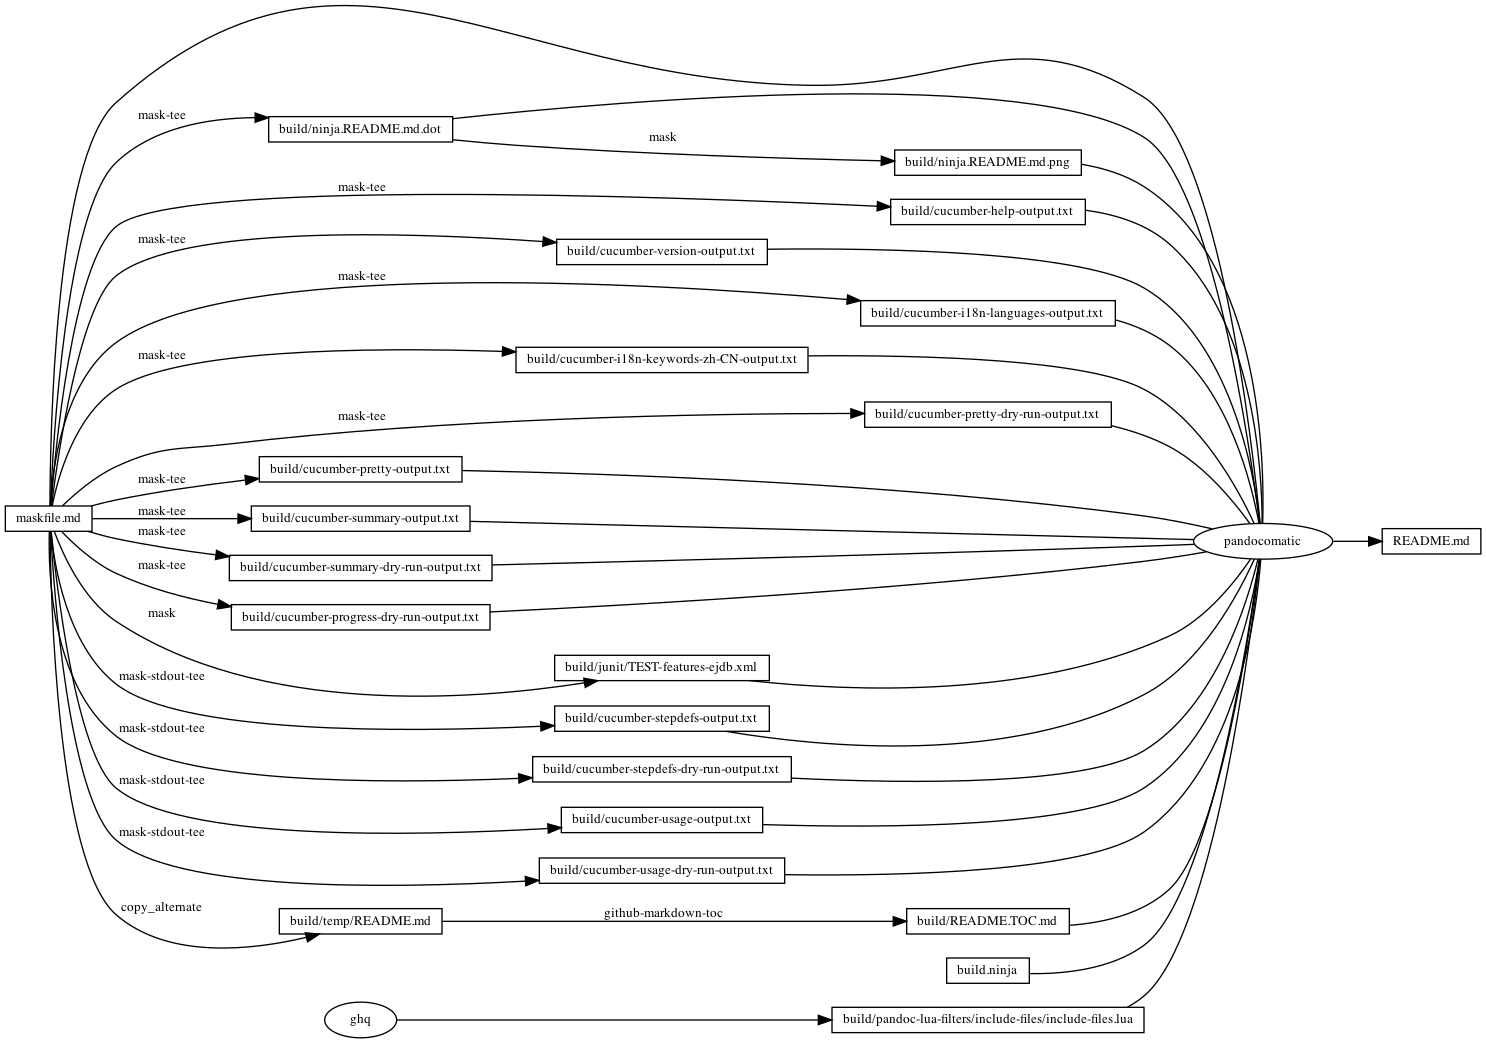 mask-tee
build/ninja.README.md.dot
mask
build/ninja.README.md.png
mask-tee
build/cucumber-help-output.txt
mask-tee
build/cucumber-version-output.txt
mask-tee
build/cucumber-i18n-languages-output.txt
mask-tee
build/cucumber-i18n-keywords-zh-CN-output.txt
mask-tee
build/cucumber-pretty-dry-run-output.txt
mask-tee
build/cucumber-pretty-output.txt
maskfile.md
mask-tee
build/cucumber-summary-output.txt
mask-tee
pandocomatic
README.md
build/cucumber-summary-dry-run-output.txt
mask-tee
build/cucumber-progress-dry-run-output.txt
mask
build/junit/TEST-features-ejdb.xml
mask-stdout-tee
build/cucumber-stepdefs-output.txt
mask-stdout-tee
build/cucumber-stepdefs-dry-run-output.txt
mask-stdout-tee
build/cucumber-usage-output.txt
mask-stdout-tee
build/cucumber-usage-dry-run-output.txt
copy_alternate
build/temp/README.md
github-markdown-toc
build/README.TOC.md
build.ninja
ghq
build/pandoc-lua-filters/include-files/include-files.lua